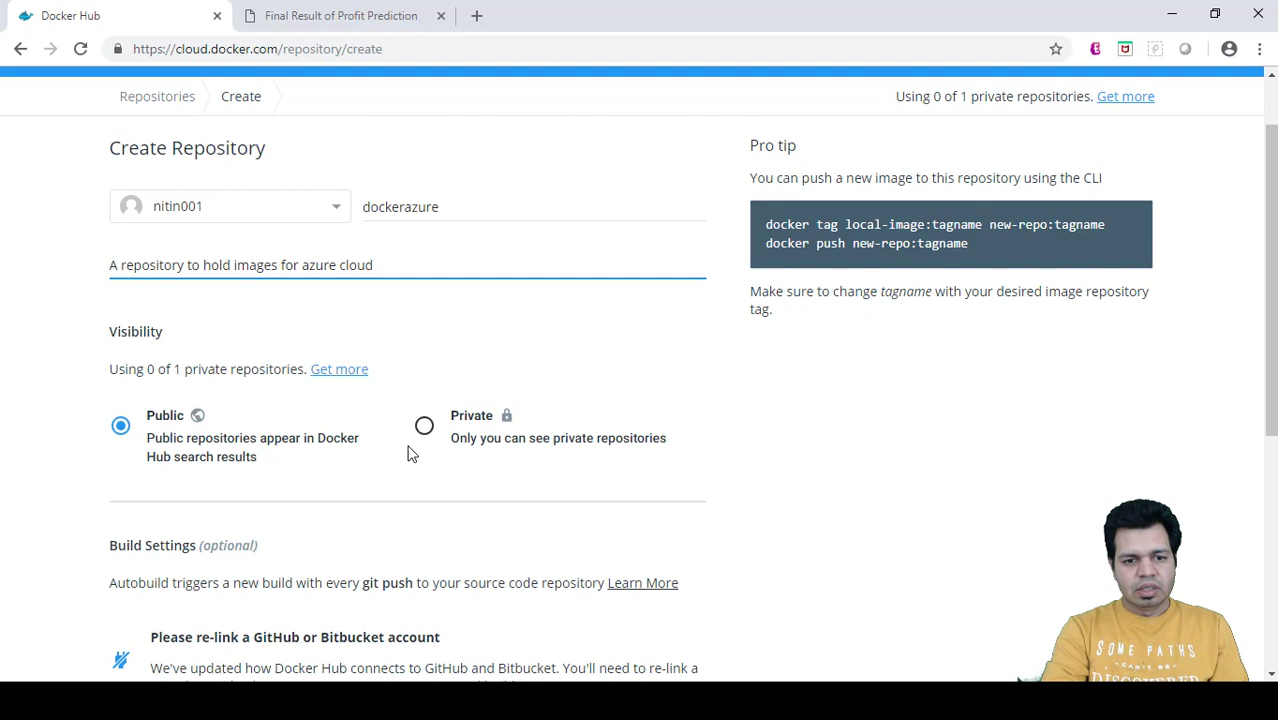 Docker Hub
Final Result of Profit Prediction
https://cloud.docker.com/repository/create
Repositories
Create
Using 0 of 1 private repositories. Get more
Create Repository
nitin001
dockerazure
A repository to hold images for azure cloud
Visibility
Using 0 of 1 private repositories. Get more
Public
Public repositories appear in Docker
Hub search results
Private
Only you can see private repositories
Build Settings (optional)
Autobuild triggers a new build with every git push to your source code repository Learn More
Please re-link a GitHub or Bitbucket account
We've updated how Docker Hub connects to GitHub and Bitbucket. You'll need to re-link a
Pro tip
You can push a new image to this repository using the CLI
docker tag local-image:tagname new-repo:tagname
docker push new-repo:tagname
Make sure to change tagname with your desired image repository
tag.
SOME PATHS
CAN'T BE
DISCOVERED